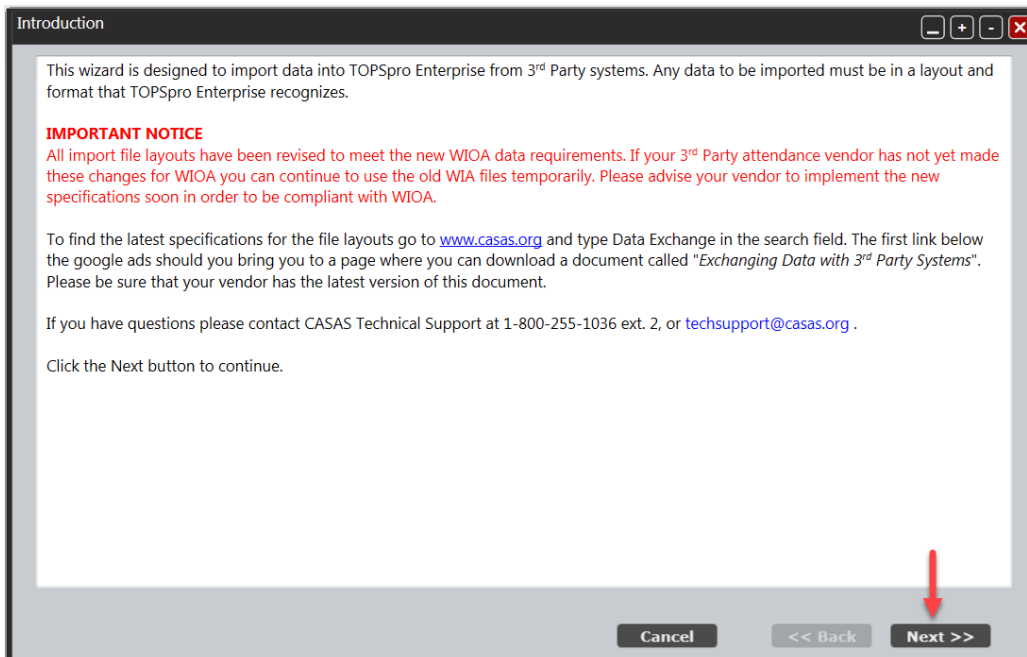 Introduction
This wizard is designed to import data into TOPSpro Enterprise from 3rd Party systems. Any data to be imported must be in a layout and
format that TOPSpro Enterprise recognizes.
IMPORTANT NOTICE
All import file layouts have been revised to meet the new WIOA data requirements. If your 3rd Party attendance vendor has not yet made
these changes for WIOA you can continue to use the old WIA files temporarily. Please advise your vendor to implement the new
specifications soon in order to be compliant with WIOA.
To find the latest specifications for the file layouts go to www.casas.org and type Data Exchange in the search field. The first link below
the google ads should you bring you to a page where you can download a document called "Exchanging Data with 3rd Party Systems".
Please be sure that your vendor has the latest version of this document.
If you have questions please contact CASAS Technical Support at 1-800-255-1036 ext. 2, or techsupport@casas.org .
Click the Next button to continue.
Cancel << Back Next >>